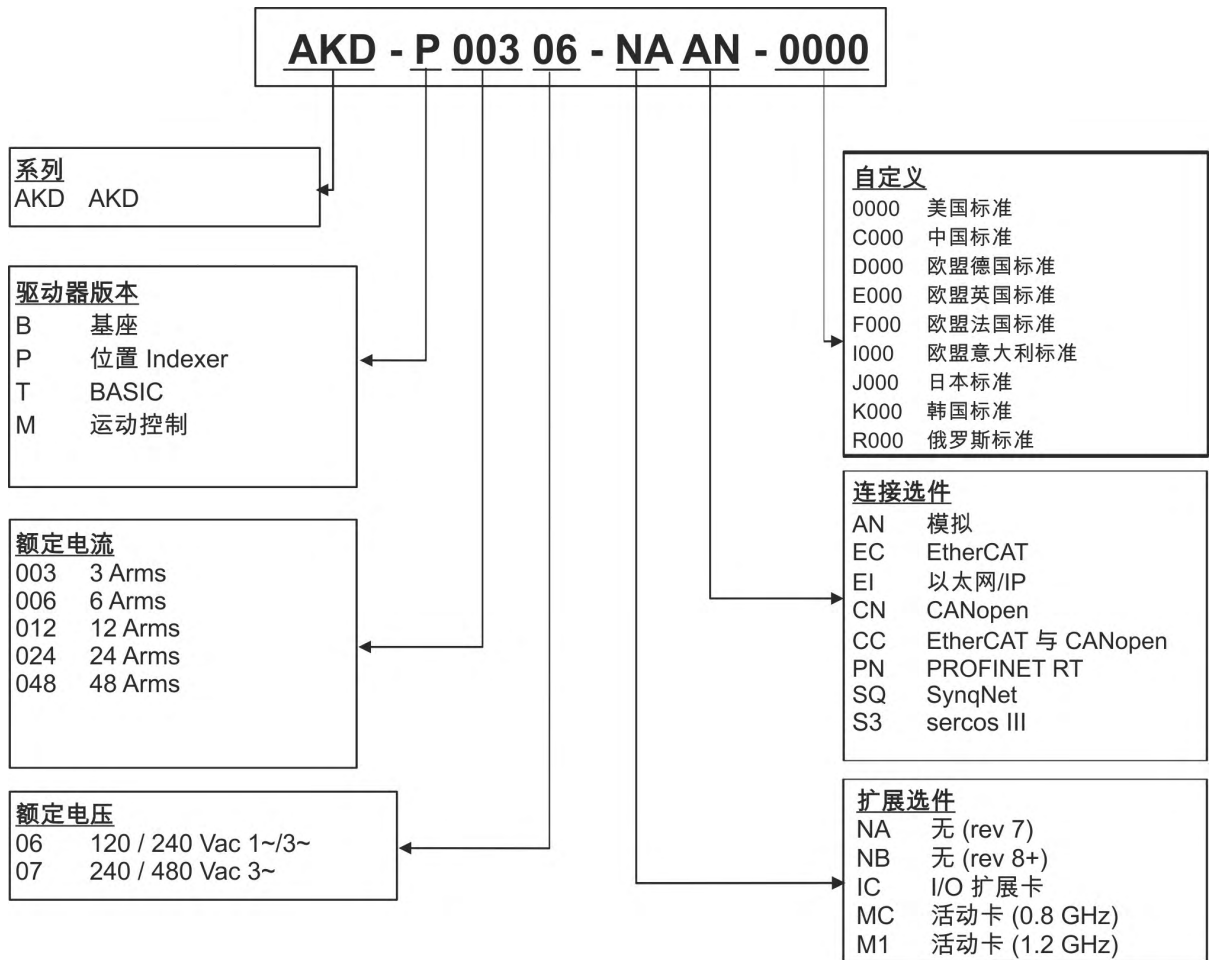 AKD - P 003 06 - NA AN - 0000
系列
AKD AKD
驱动器版本
B 基座
P 位置 Indexer
T BASIC
M 运动控制
额定电流
003 3 Arms
006 6 Arms
012 12 Arms
024 24 Arms
048 48 Arms
额定电压
06 120 / 240 Vac 1~/3~
07 240 / 480 Vac 3~
自定义
0000 美国标准
C000 中国标准
D000 欧盟德国标准
E000 欧盟英国标准
F000 欧盟法国标准
I000 欧盟意大利标准
J000 日本标准
K000 韩国标准
R000 俄罗斯标准
连接选件
AN 模拟
EC EtherCAT
EI 以太网/IP
CN CANopen
CC EtherCAT 与 CANopen
PN PROFINET RT
SQ SynqNet
S3 sercos III
扩展选件
NA 无 (rev 7)
NB 无 (rev 8+)
IC I/O 扩展卡
MC 活动卡 (0.8 GHz)
M1 活动卡 (1.2 GHz)